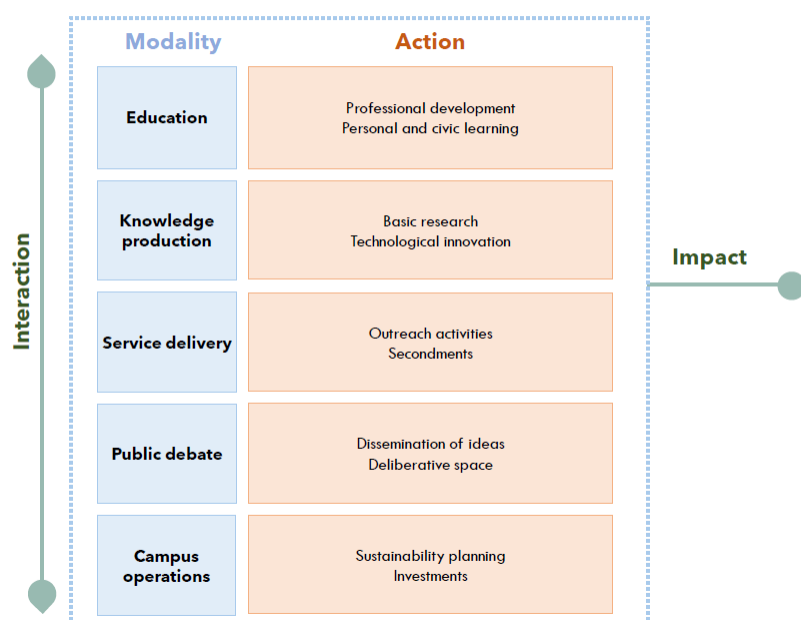 Modality
Action
Education
Professional development
Personal and civic learning
Knowledge
production
Basic research
Technological innovation
Service delivery
Outreach activities
Secondments
Public debate
Dissemination of ideas
Deliberative space
Campus
operations
Sustainability planning
Investments
Interaction
Impact